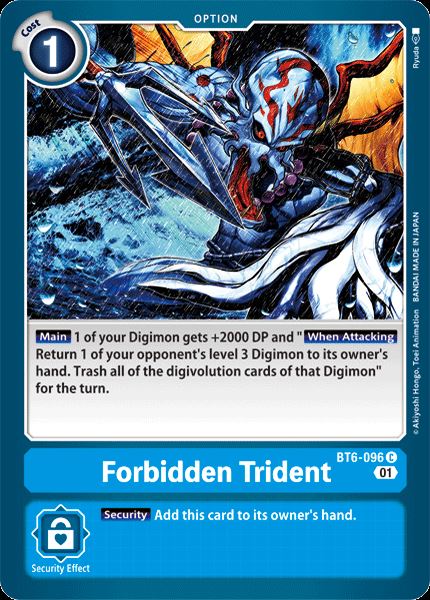 OPTION
Cost
1
Ryuda
©Akiyoshi Hongo, Toei Animation BANDAI MADE IN JAPAN
Main 1 of your Digimon gets +2000 DP and " When Attacking
Return 1 of your opponent's level 3 Digimon to its owner's
hand. Trash all of the digivolution cards of that Digimon"
for the turn.
BT6-096 C
Forbidden Trident
01
Security Add this card to its owner's hand.
Security Effect